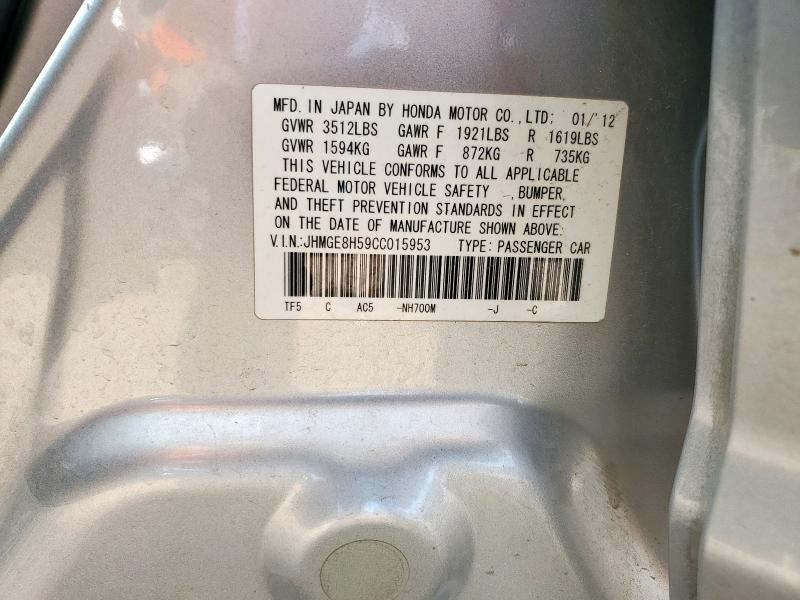 MFD. IN JAPAN BY HONDA MOTOR CO., LTD: 01/'12
GVWR 3512LBS GAWR F 1921LBS R 1619LBS
GVWR 1594KG GAWR F 872KG R 735KG
THIS VEHICLE CONFORMS TO ALL APPLICABLE
FEDERAL MOTOR VEHICLE SAFETY –, BUMPER,
AND THEFT PREVENTION STANDARDS IN EFFECT
ON THE DATE OF MANUFACTURE SHOWN ABOVE:
V.I.N.:JHMGE8H59CC015953 TYPE: PASSENGER CAR
TF5 C AC5 -NH700M -J -C